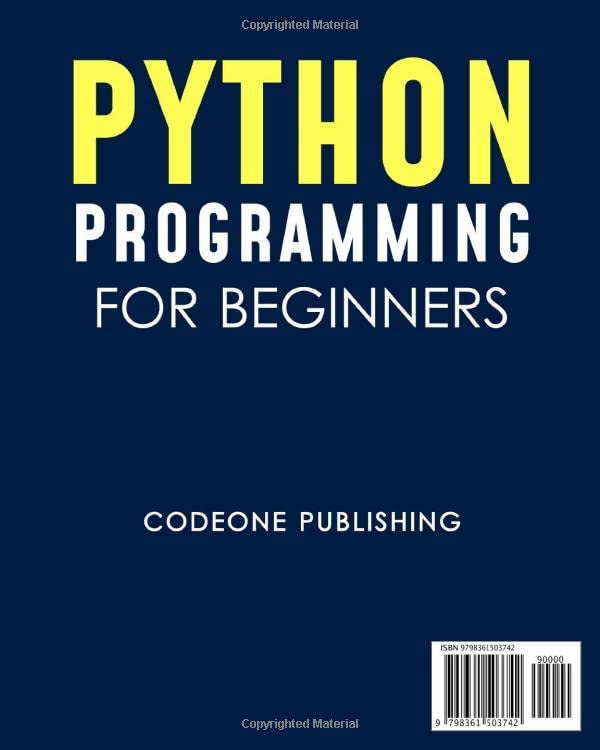 Copyrighted Material
PYTHON
PROGRAMMING
FOR BEGINNERS
CODEONE PUBLISHING
ISBN 9798361503742
90000
9 798361 503742
Copyrighted Material